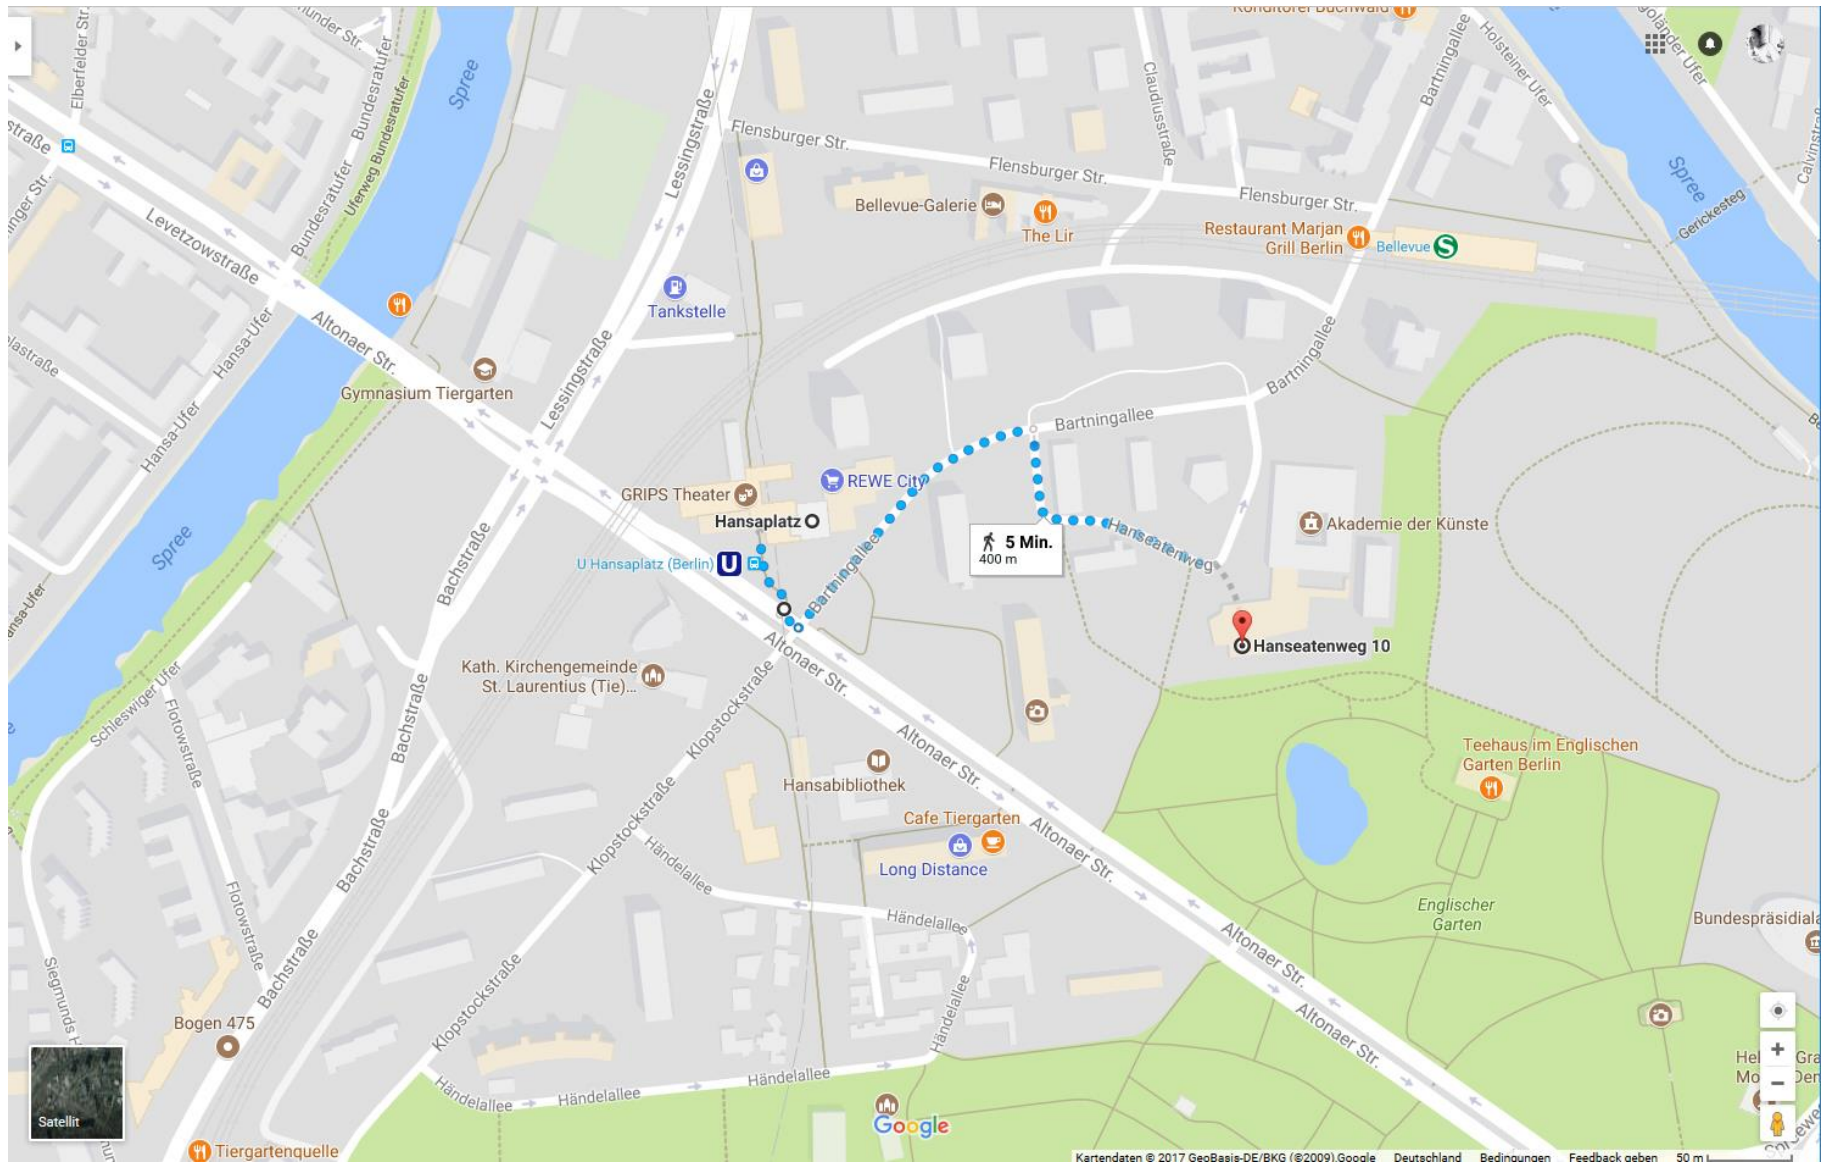 Konditorei Buchwald
Elberfelder Str.
Bundesratufer
Uferweg Bundesratufer
Bundesratufer
Spree
Lessingstraße
Lessingstraße
Claudiusstraße
Bartningallee
Holsteiner Ufer
Spree
Gerickesteg
Flensburger Str.
Flensburger Str.
Flensburger Str.
Levetzowstraße
Bellevue-Galerie
The Lir
Restaurant Marjan
Grill Berlin
Bellevue
S
Tankstelle
Altonaer Str.
Hansa-Ufer
Hansa-Ufer
Gymnasium Tiergarten
Bartningallee
Bartningallee
GRIPS Theater
REWE City
Hansaplatz
U Hansaplatz (Berlin)
U
Bartningallee
5 Min.
400 m
Hanseatenweg
Akademie der Künste
Hanseatenweg 10
Spree
Bachstraße
Altonaer Str.
Kath. Kirchengemeinde
St. Laurentius (Tie)...
Schleswiger Ufer
Flotowstraße
Bachstraße
Klopstockstraße
Altonaer Str.
Hansabibliothek
Teehaus im Englischen
Garten Berlin
Cafe Tiergarten
Long Distance
Altonaer Str.
Klopstockstraße
Händelallee
Bachstraße
Flotowstraße
Händelallee
Englischer
Garten
Altonaer Str.
Bachstraße
Klopstockstraße
Händelallee
Altonaer Str.
Bogen 475
Händelallee
Händelallee
Händelallee
Satellit
Google
Tiergartenquelle
Kartendaten © 2017 GeoBasis-DE/BKG (©2009),Google Deutschland Bedingungen Feedback geben 50 m